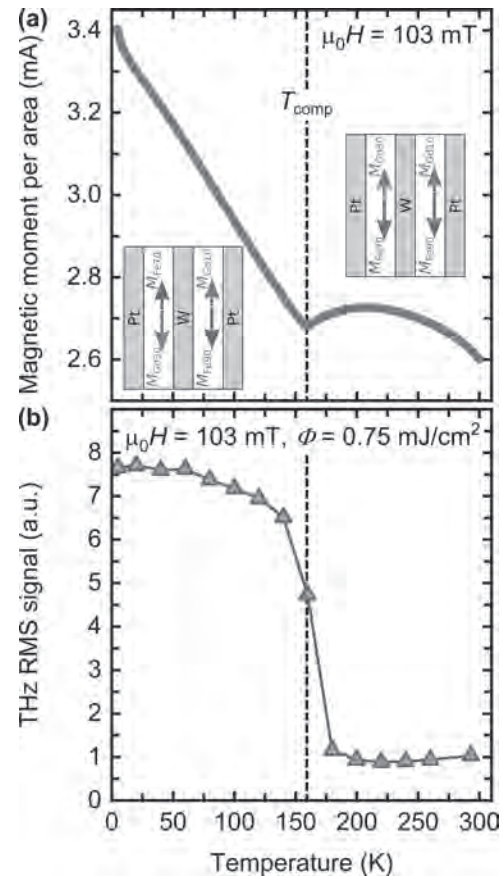 (a)
μ₀H = 103 mT
T_comp
3.4
3.2
3.0
2.8
2.6
Magnetic moment per area (mA)
Pt
W
Pt
Pt
W
Pt
(b)
μ₀H = 103 mT, Φ = 0.75 mJ/cm²
8
7
6
5
4
3
2
1
0
THz RMS signal (a.u.)
0 50 100 150 200 250 300
Temperature (K)